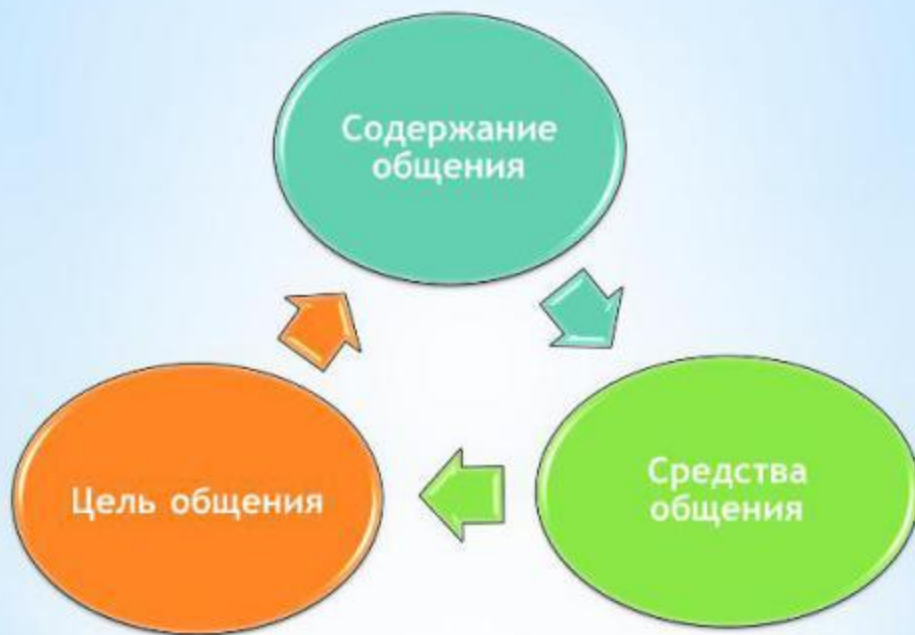 Содержание
общения
Средства
общения
Цель общения